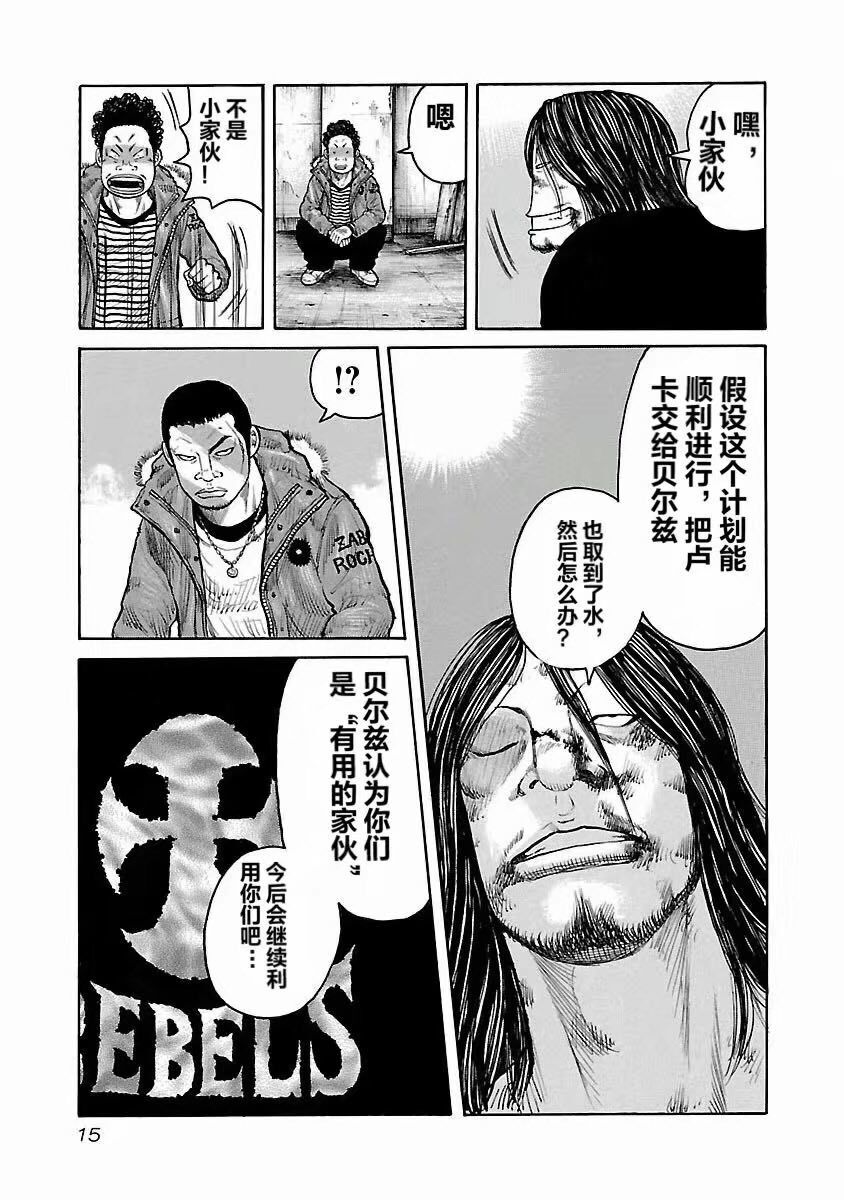 嘿，
小家伙
嗯
不是
小家伙！
假设这个计划能
顺利进行，把卢
卡交给贝尔兹
也取到了水，
然后怎么办？
!?
ZAB
ROCH
贝尔兹认为你们
是“有用的家伙”
今后会继续利
用你们吧…
REBELS
15